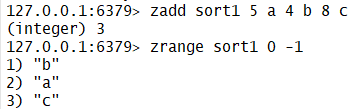 127.0.0.1:6379> zadd sort1 5 a 4 b 8 c
(integer) 3
127.0.0.1:6379> zrange sort1 0 -1
1) "b"
2) "a"
3) "c"